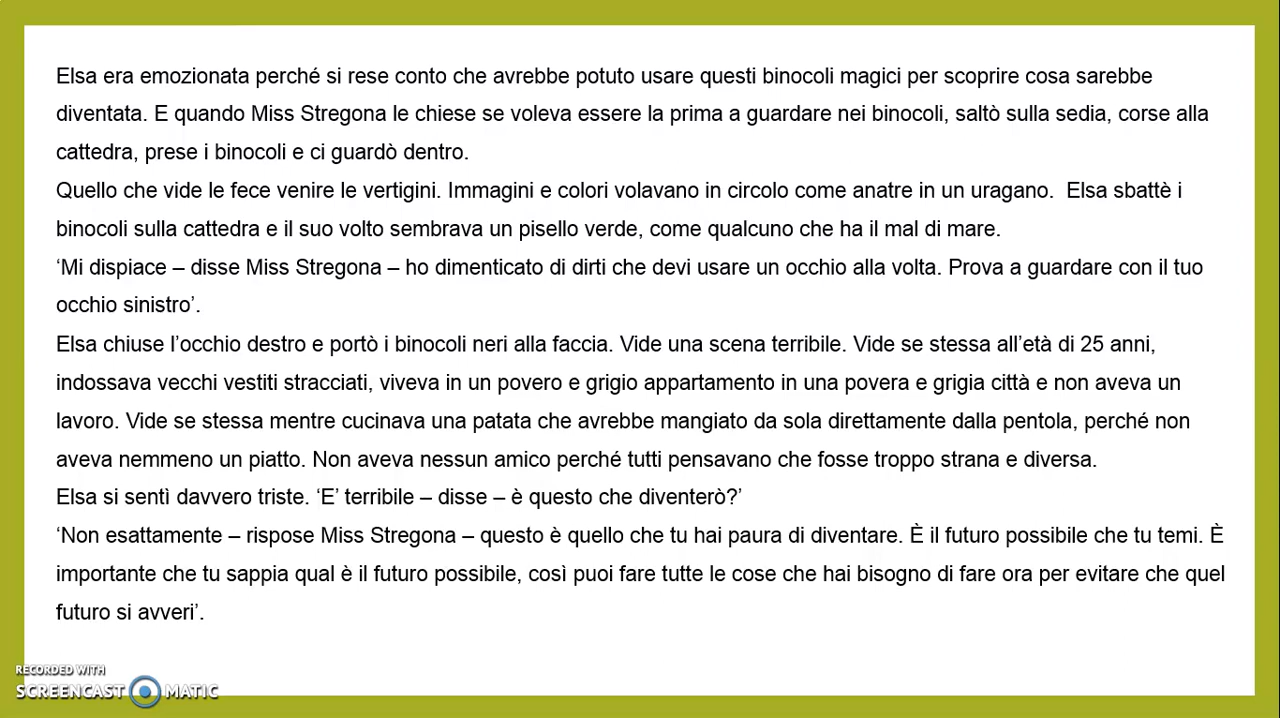 Elsa era emozionata perché si rese conto che avrebbe potuto usare questi binocoli magici per scoprire cosa sarebbe
diventata. E quando Miss Stregona le chiese se voleva essere la prima a guardare nei binocoli, saltò sulla sedia, corse alla
cattedra, prese i binocoli e ci guardò dentro.
Quello che vide le fece venire le vertigini. Immagini e colori volavano in circolo come anatre in un uragano.  Elsa sbattè i
binocoli sulla cattedra e il suo volto sembrava un pisello verde, come qualcuno che ha il mal di mare.
‘Mi dispiace – disse Miss Stregona – ho dimenticato di dirti che devi usare un occhio alla volta. Prova a guardare con il tuo
occhio sinistro’.
Elsa chiuse l’occhio destro e portò i binocoli neri alla faccia. Vide una scena terribile. Vide se stessa all’età di 25 anni,
indossava vecchi vestiti stracciati, viveva in un povero e grigio appartamento in una povera e grigia città e non aveva un
lavoro. Vide se stessa mentre cucinava una patata che avrebbe mangiato da sola direttamente dalla pentola, perché non
aveva nemmeno un piatto. Non aveva nessun amico perché tutti pensavano che fosse troppo strana e diversa.
Elsa si sentì davvero triste. ‘E’ terribile – disse – è questo che diventerò?’
‘Non esattamente – rispose Miss Stregona – questo è quello che tu hai paura di diventare. È il futuro possibile che tu temi. È
importante che tu sappia qual è il futuro possibile, così puoi fare tutte le cose che hai bisogno di fare ora per evitare che quel
futuro si avveri’.
RECORDED WITH
SCREENCAST MATIC